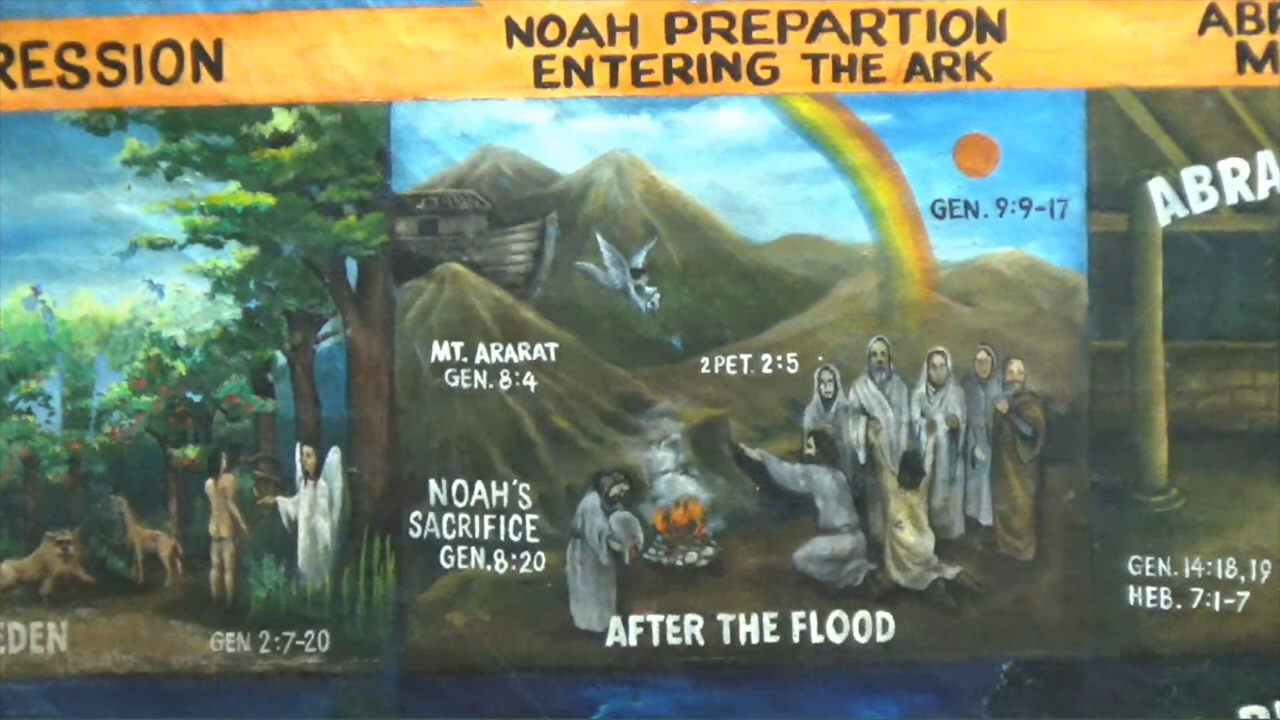 RESSION
NOAH PREPARTION
ENTERING THE ARK
GEN. 9:9-17
MT. ARARAT
GEN. 8:4
2 PET. 2:5
NOAH'S
SACRIFICE
GEN. 8:20
AFTER THE FLOOD
EDEN
GEN 2:7-20
AB
M
ABRA
GEN. 14:18,19
HEB. 7:1-7